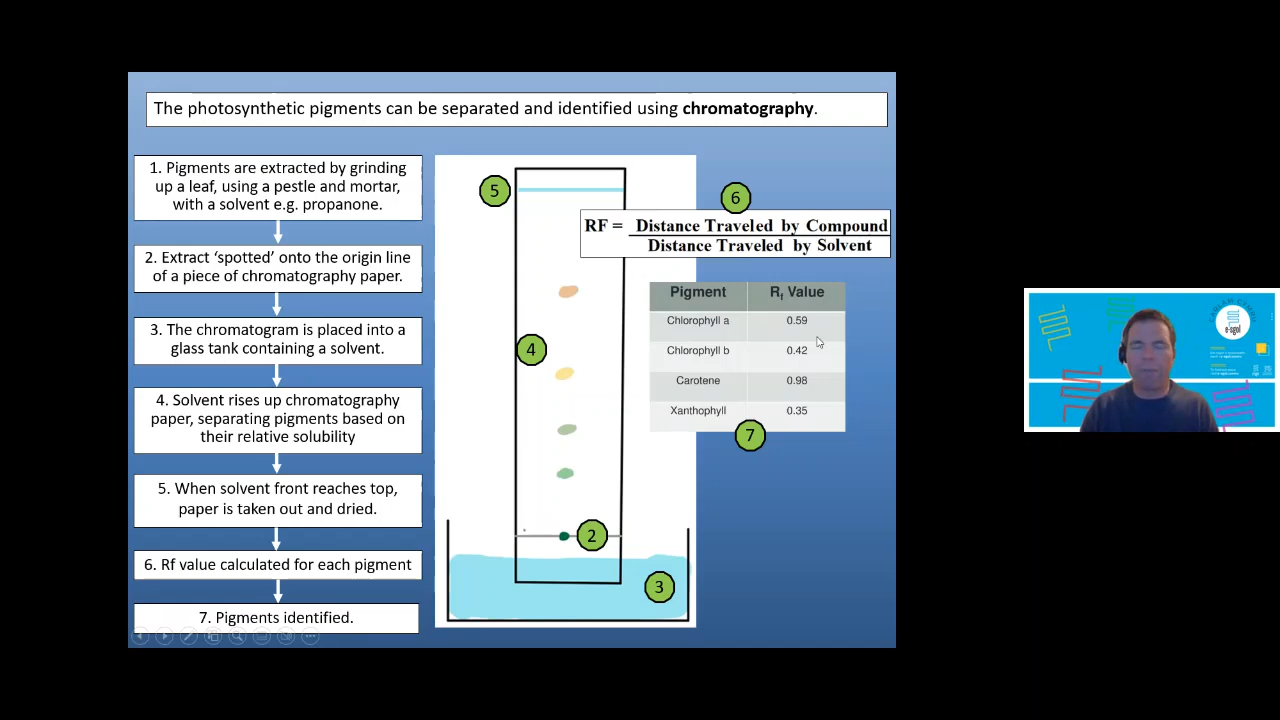 The photosynthetic pigments can be separated and identified using chromatography.
1. Pigments are extracted by grinding
up a leaf, using a pestle and mortar,
with a solvent e.g. propanone.
2. Extract ‘spotted’ onto the origin line
of a piece of chromatography paper.
3. The chromatogram is placed into a
glass tank containing a solvent.
4. Solvent rises up chromatography
paper, separating pigments based on
their relative solubility
5. When solvent front reaches top,
paper is taken out and dried.
6. Rf value calculated for each pigment
7. Pigments identified.
5
4
2
3
6
RF = Distance Traveled by Compound
Distance Traveled by Solvent
Pigment Rf Value
Chlorophyll a 0.59
Chlorophyll b 0.42
Carotene 0.98
Xanthophyll 0.35
7
e-sgol